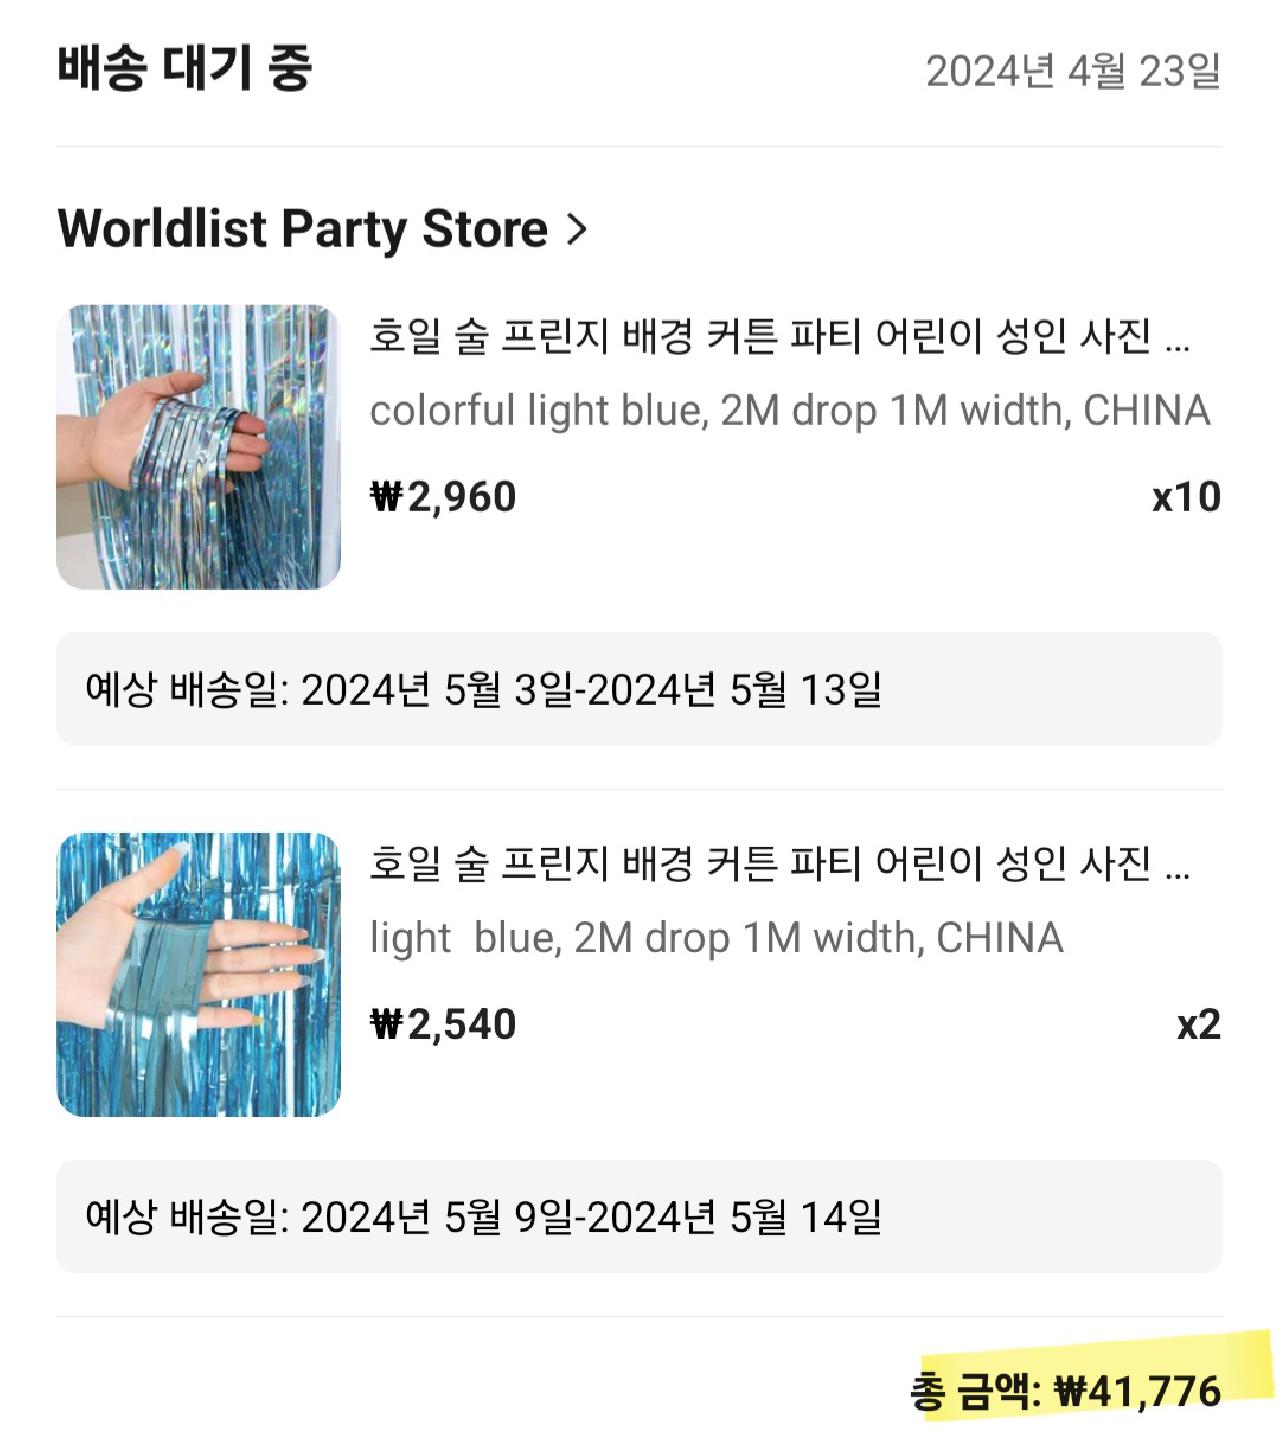 배송 대기 중
2024년 4월 23일
Worldlist Party Store >
호일 술 프린지 배경 커튼 파티 어린이 성인 사진 ...
colorful light blue, 2M drop 1M width, CHINA
₩2,960
x10
예상 배송일: 2024년 5월 3일-2024년 5월 13일
호일 술 프린지 배경 커튼 파티 어린이 성인 사진 ...
light  blue, 2M drop 1M width, CHINA
₩2,540
x2
예상 배송일: 2024년 5월 9일-2024년 5월 14일
총 금액: ₩41,776